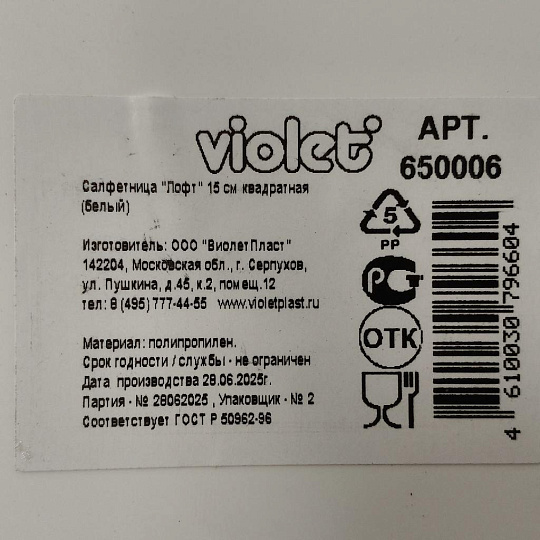 violet
АРТ.
650006
Салфетница "Лофт" 15 см квадратная
(белый)
Изготовитель: ООО "ВиолетПласт"
142204, Московская обл., г. Серпухов,
ул. Пушкина, д.45, к.2, помещ.12
тел: 8 (495) 777-44-55 www.violetplast.ru
Материал: полипропилен.
Срок годности / службы - не ограничен
Дата производства 28.06.2025г.
Партия - № 28062025 , Упаковщик - № 2
Соответствует ГОСТ Р 50962-96
5
PP
РСТ
ОТК
4 610030 796604